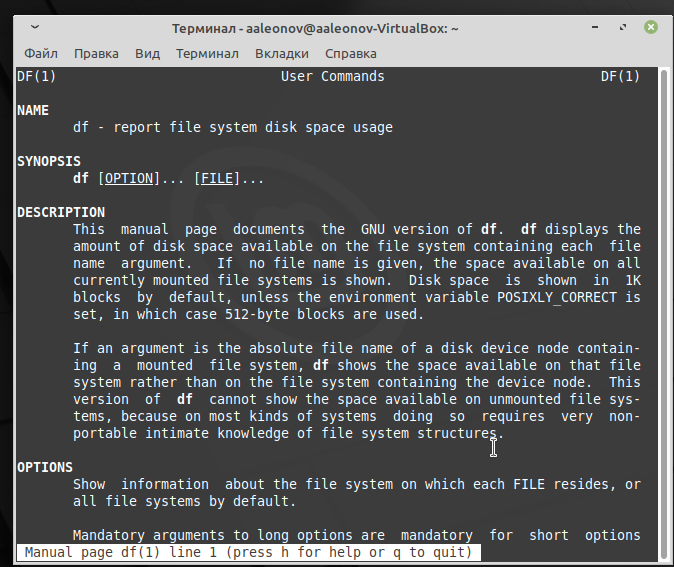 Терминал - aaleonov@aaleonov-VirtualBox: ~
Файл Правка Вид Терминал Вкладки Справка
DF(1) User Commands DF(1)
NAME
df - report file system disk space usage
SYNOPSIS
df [OPTION]... [FILE]...
DESCRIPTION
This manual page documents the GNU version of df. df displays the
amount of disk space available on the file system containing each file
name argument. If no file name is given, the space available on all
currently mounted file systems is shown. Disk space is shown in 1K
blocks by default, unless the environment variable POSIXLY_CORRECT is
set, in which case 512-byte blocks are used.
If an argument is the absolute file name of a disk device node contain-
ing a mounted file system, df shows the space available on that file
system rather than on the file system containing the device node. This
version of df cannot show the space available on unmounted file sys-
tems, because on most kinds of systems doing so requires very non-
portable intimate knowledge of file system structures.
OPTIONS
Show information about the file system on which each FILE resides, or
all file systems by default.
Mandatory arguments to long options are mandatory for short options
Manual page df(1) line 1 (press h for help or q to quit)